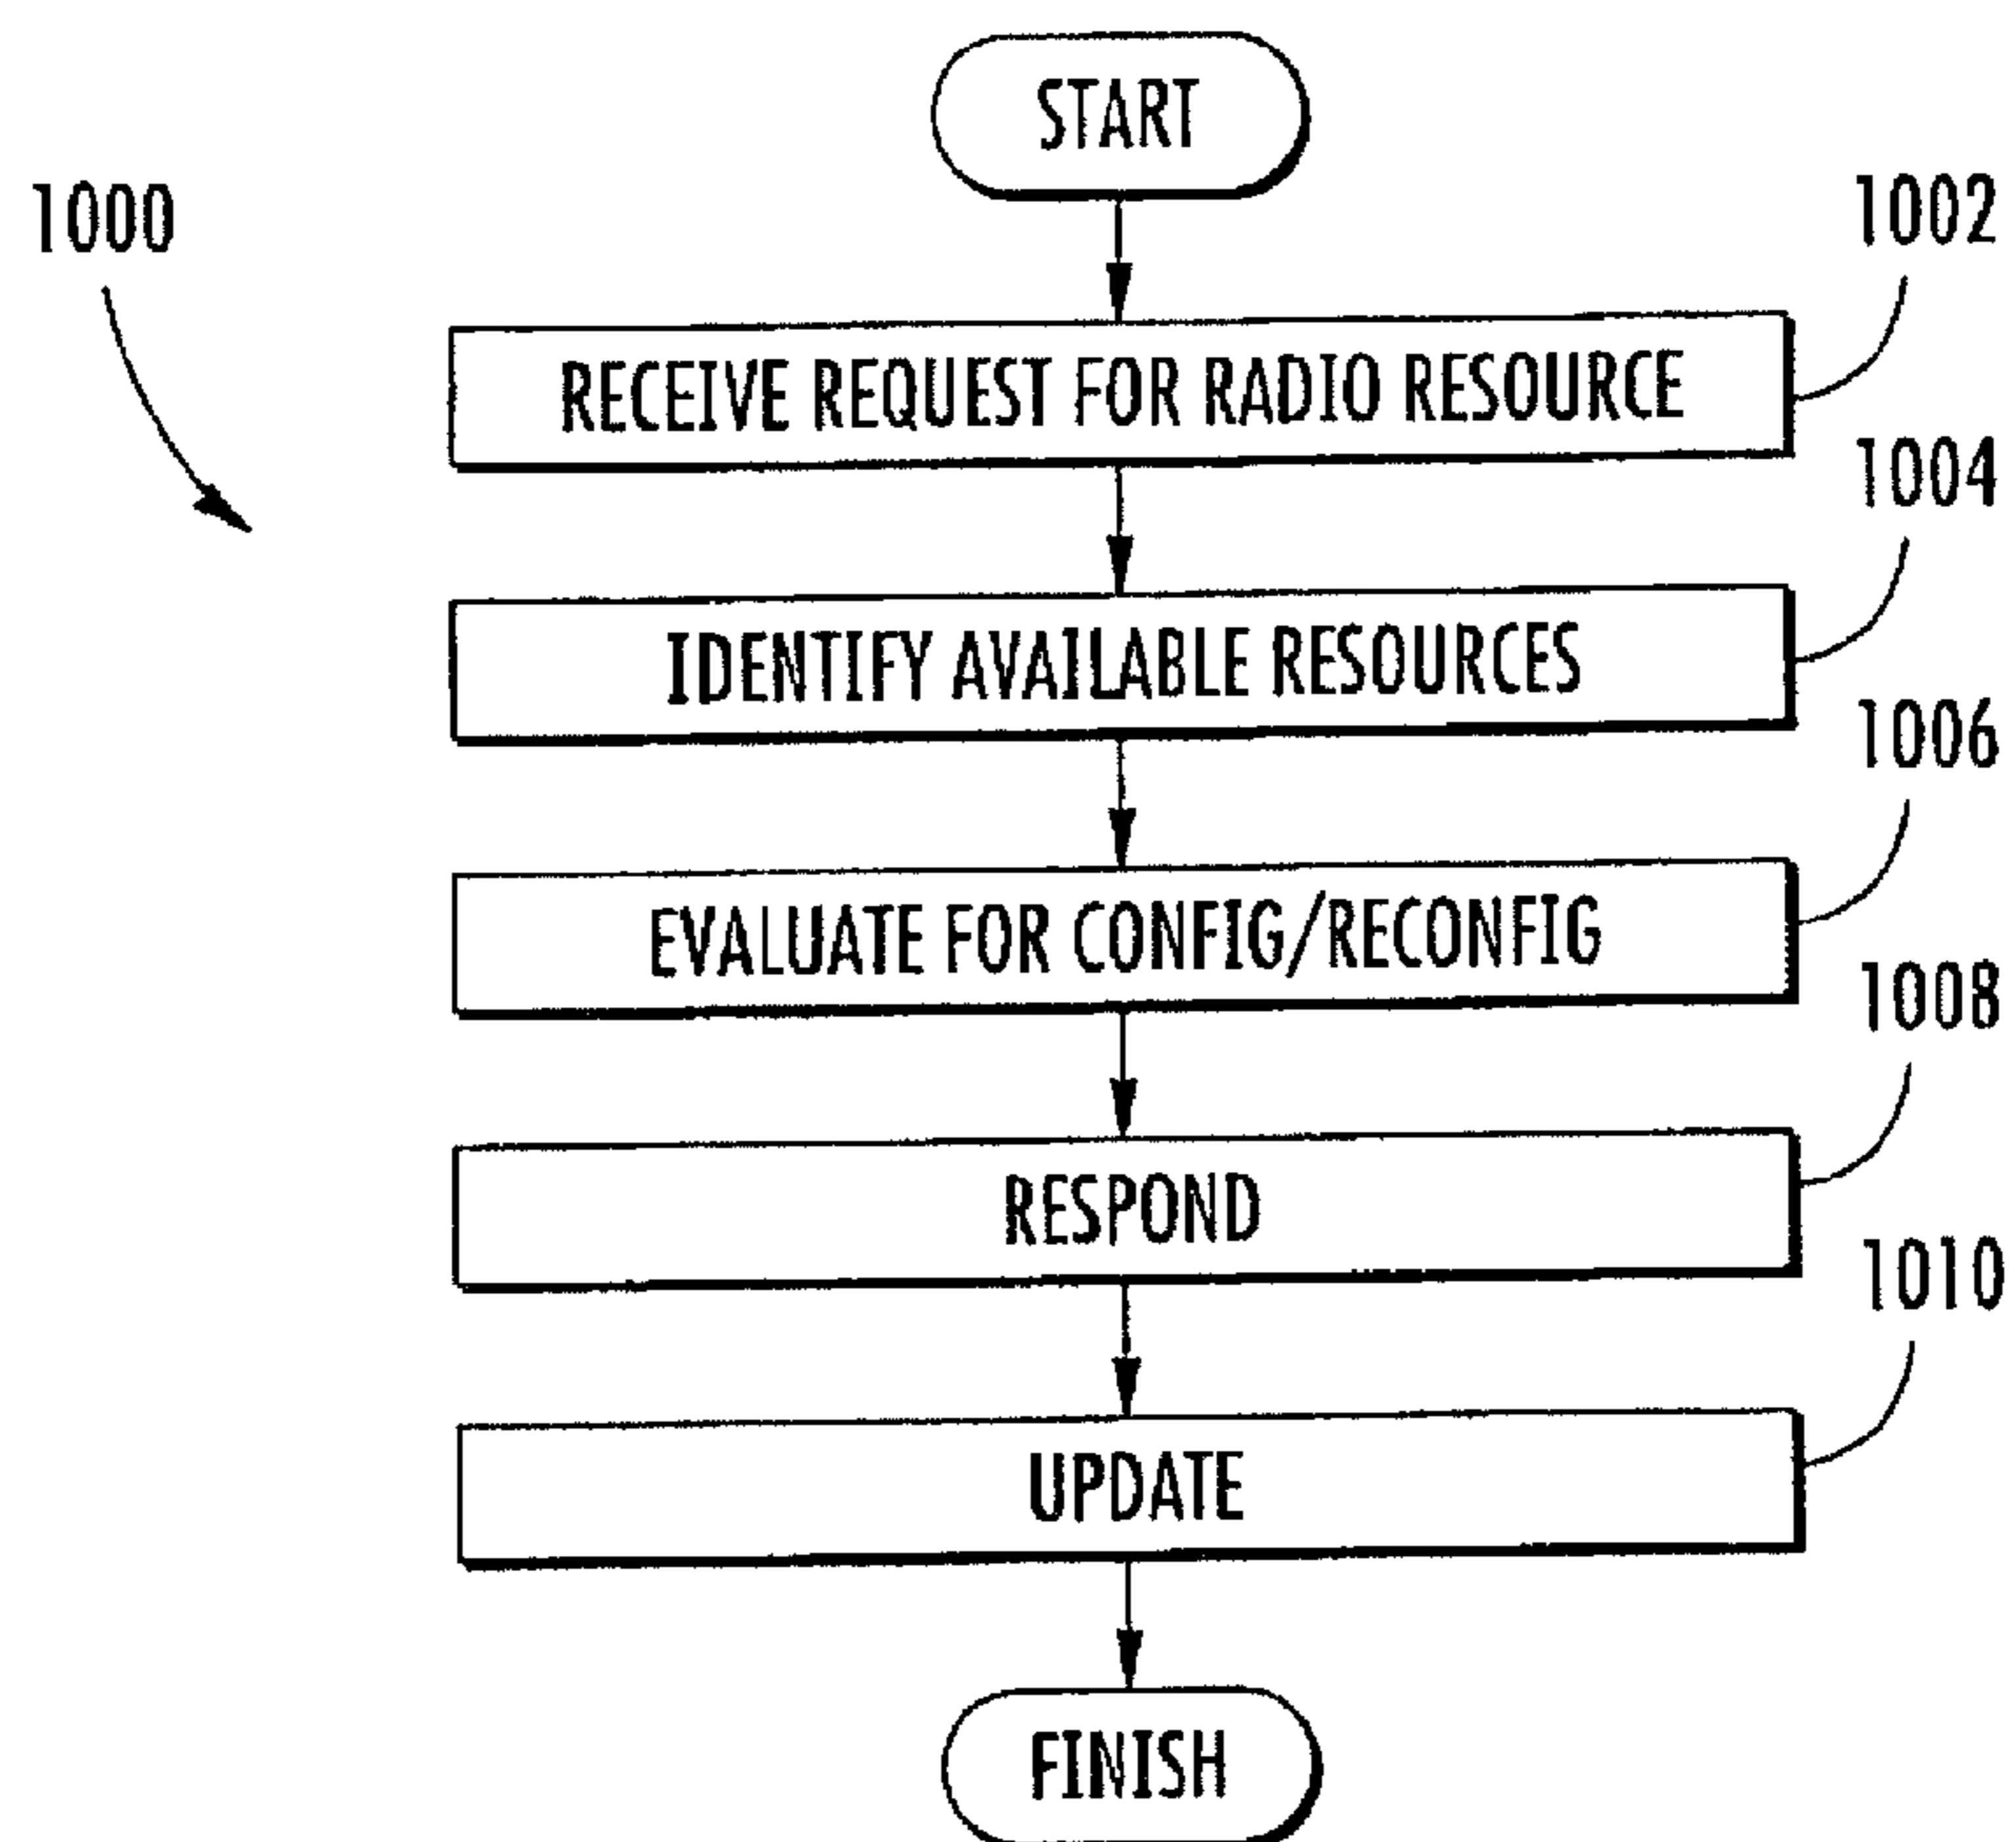 START
1000
1002
RECEIVE REQUEST FOR RADIO RESOURCE
1004
IDENTIFY AVAILABLE RESOURCES
1006
EVALUATE FOR CONFIG/RECONFIG
1008
RESPOND
1010
UPDATE
FINISH